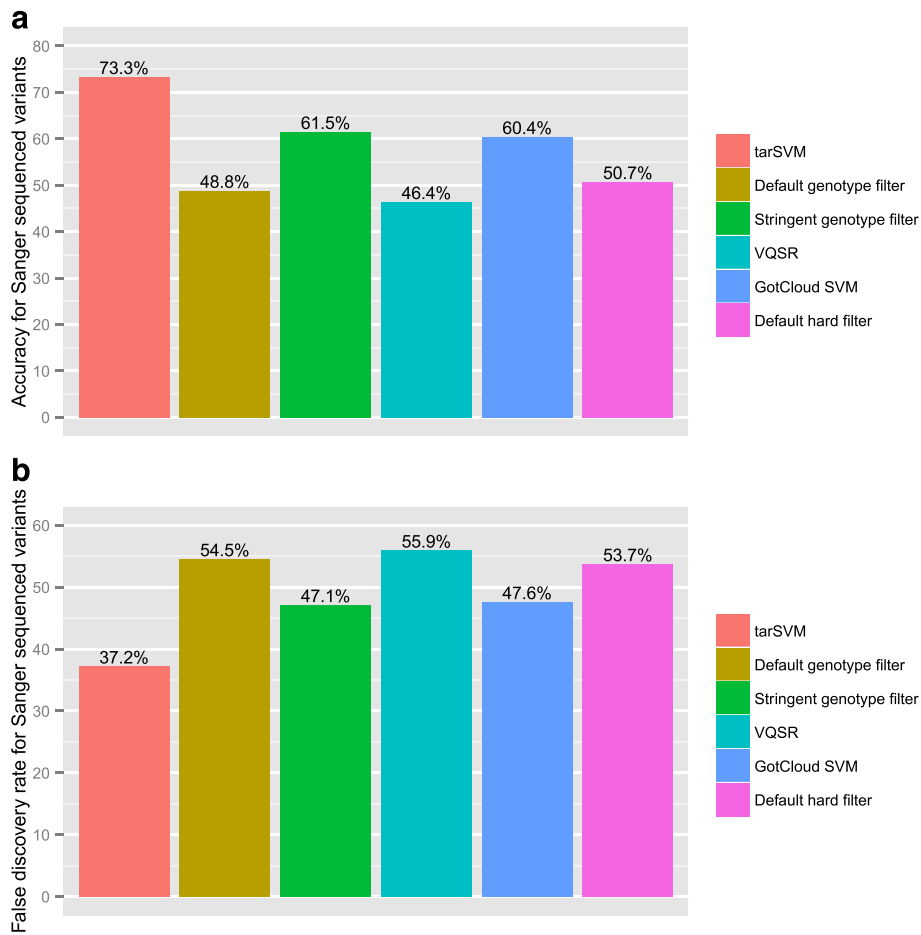 a
Accuracy for Sanger sequenced variants
80
70
60
50
40
30
20
10
0
73.3%
48.8%
61.5%
46.4%
60.4%
50.7%
tarSVM
Default genotype filter
Stringent genotype filter
VQSR
GotCloud SVM
Default hard filter
b
False discovery rate for Sanger sequenced variants
60
50
40
30
20
10
0
37.2%
54.5%
47.1%
55.9%
47.6%
53.7%
tarSVM
Default genotype filter
Stringent genotype filter
VQSR
GotCloud SVM
Default hard filter